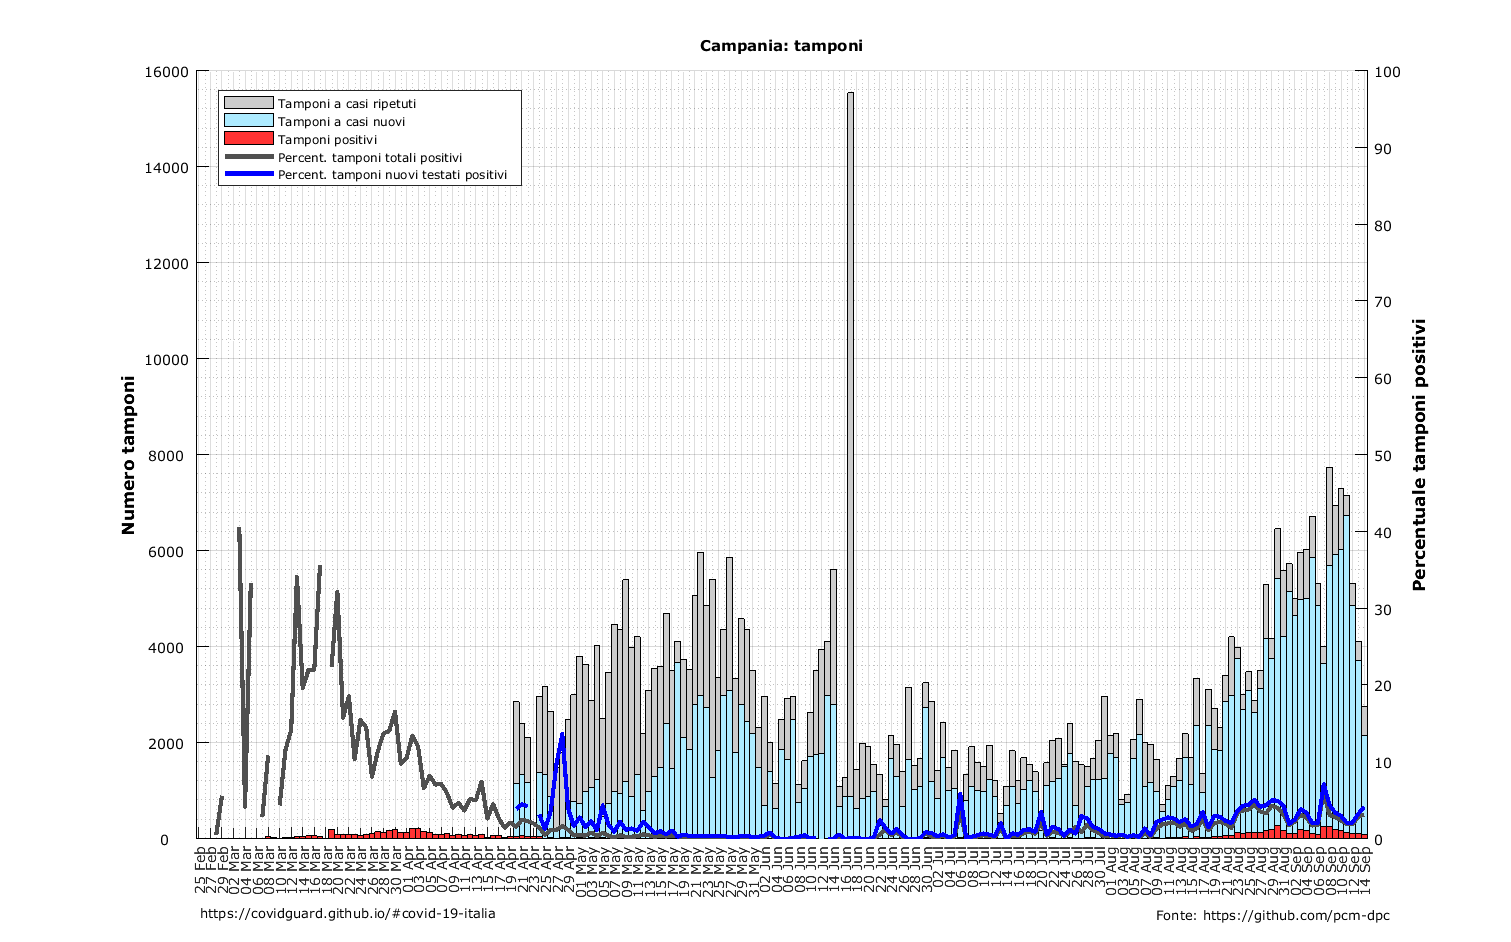 Campania: tamponi
Tamponi a casi ripetuti
Tamponi a casi nuovi
Tamponi positivi
Percent. tamponi totali positivi
Percent. tamponi nuovi testati positivi
Numero tamponi
16000
14000
12000
10000
8000
6000
4000
2000
0
Percentuale tamponi positivi
100
90
80
70
60
50
40
30
20
10
0
25 Feb
27 Feb
29 Feb
02 Mar
04 Mar
06 Mar
08 Mar
10 Mar
12 Mar
14 Mar
16 Mar
18 Mar
20 Mar
22 Mar
24 Mar
26 Mar
28 Mar
30 Mar
01 Apr
03 Apr
05 Apr
07 Apr
09 Apr
11 Apr
13 Apr
15 Apr
17 Apr
19 Apr
21 Apr
23 Apr
25 Apr
27 Apr
29 Apr
01 May
03 May
05 May
07 May
09 May
11 May
13 May
15 May
17 May
19 May
21 May
23 May
25 May
27 May
29 May
31 May
02 Jun
04 Jun
06 Jun
08 Jun
10 Jun
12 Jun
14 Jun
16 Jun
18 Jun
20 Jun
22 Jun
24 Jun
26 Jun
28 Jun
30 Jun
02 Jul
04 Jul
06 Jul
08 Jul
10 Jul
12 Jul
14 Jul
16 Jul
18 Jul
20 Jul
22 Jul
24 Jul
26 Jul
28 Jul
30 Jul
01 Aug
03 Aug
05 Aug
07 Aug
09 Aug
11 Aug
13 Aug
15 Aug
17 Aug
19 Aug
21 Aug
23 Aug
25 Aug
27 Aug
29 Aug
31 Aug
02 Sep
04 Sep
06 Sep
08 Sep
10 Sep
12 Sep
14 Sep
https://covidguard.github.io/#covid-19-italia
Fonte: https://github.com/pcm-dpc